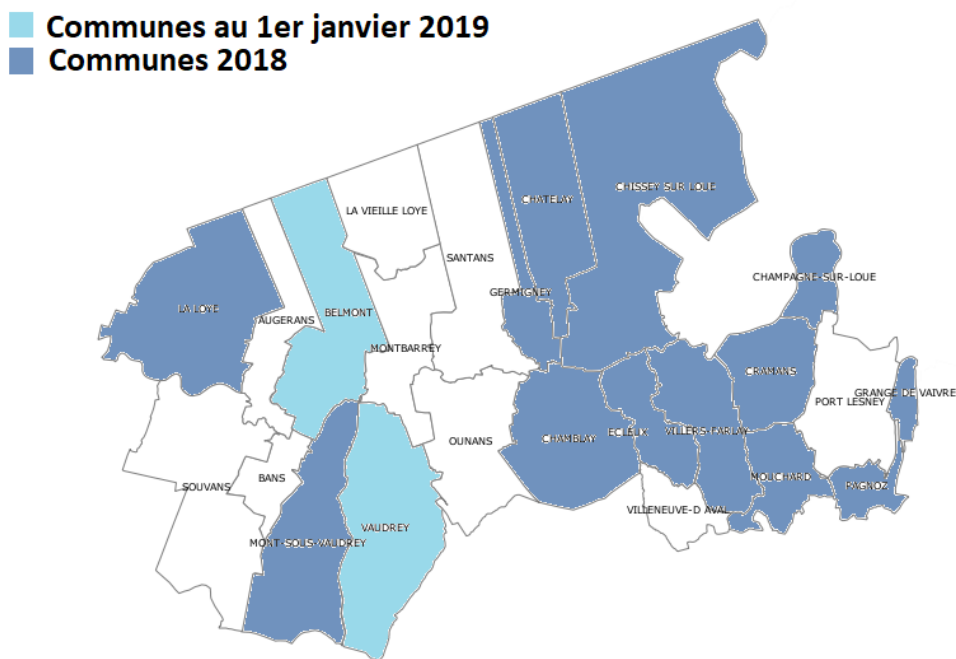 Communes au 1er janvier 2019
Communes 2018
CHISSEY SUR LOUE
CHATELAY
LA VIEILLE LOYE
SANTANS
CHAMPAGNE-SUR-LOUE
GERMIGNEY
LA LOYE
BELMONT
AUGERANS
MONTBARREY
CRAMANS
GRANGE DE VAIVRE
PORT LESNEY
OUNANS
CHAMBLAY
ECLEUX
VILLERS-FARLAY
BANS
SOUVANS
MOUCHARD
PAGNOZ
VILLENEUVE-D AVAL
VAUDREY
MONT-SOUS-VAUDREY